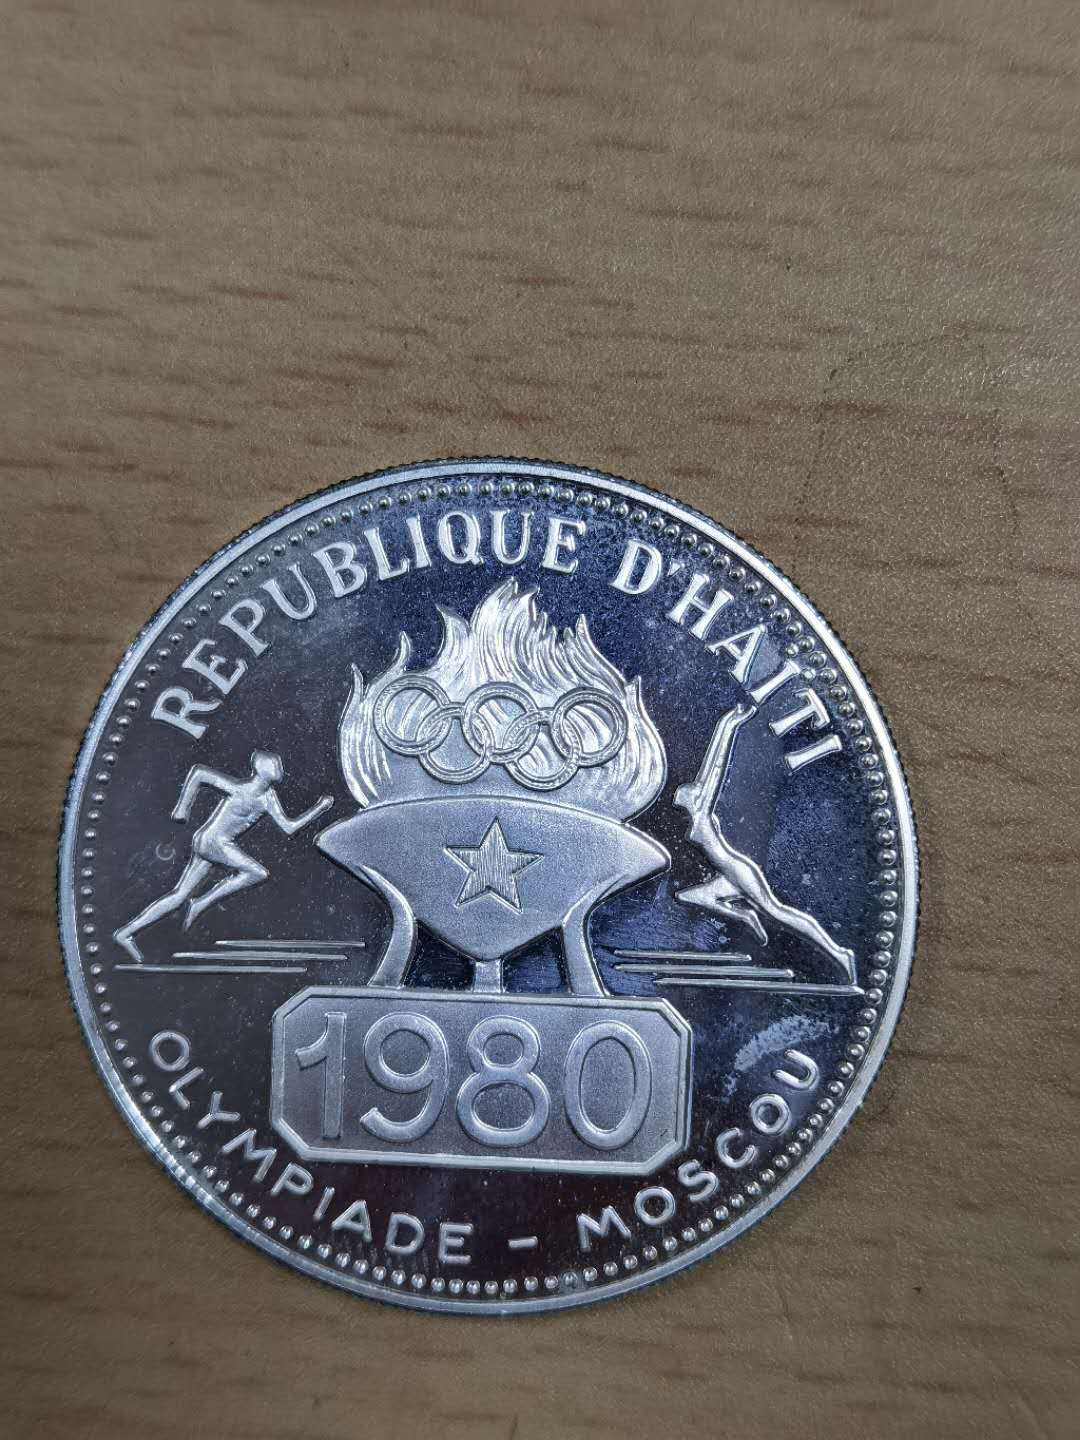 REPUBLIQUE D'HAITI
1980
OLYMPIADE - MOSCOU